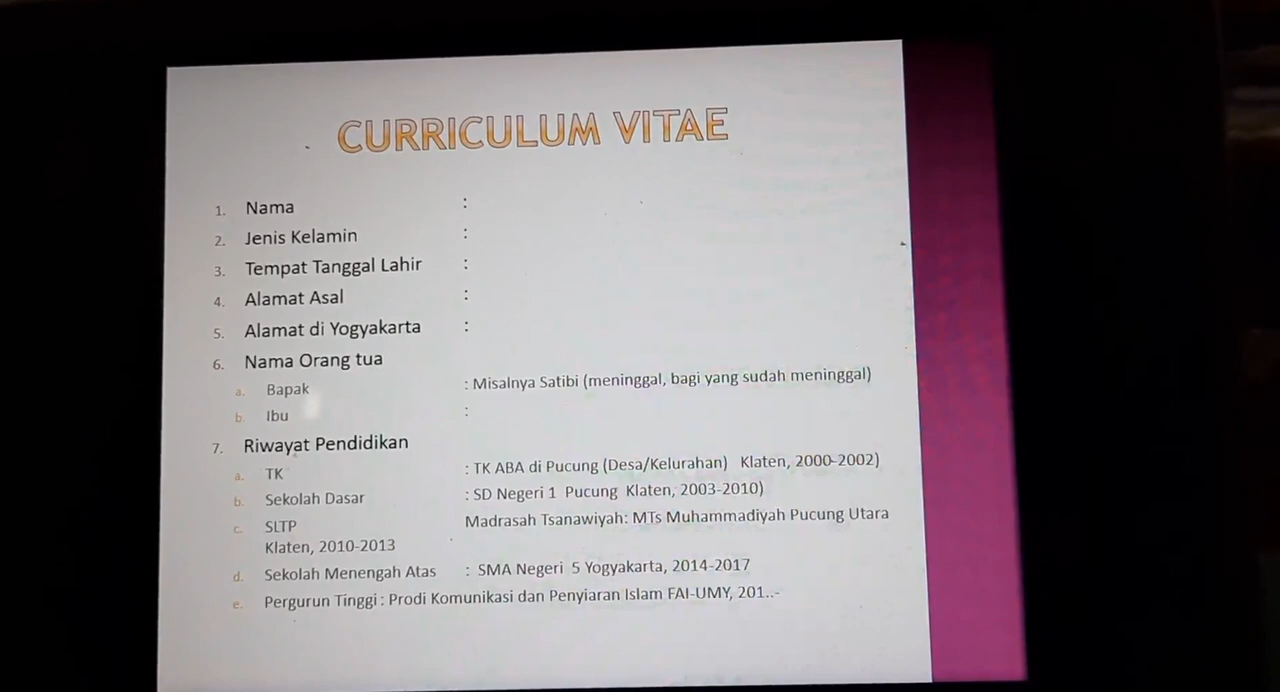 CURRICULUM VITAE
1. Nama :
2. Jenis Kelamin :
3. Tempat Tanggal Lahir :
4. Alamat Asal :
5. Alamat di Yogyakarta :
6. Nama Orang tua
a. Bapak : Misalnya Satibi (meninggal, bagi yang sudah meninggal)
b. Ibu :
7. Riwayat Pendidikan
a. TK : TK ABA di Pucung (Desa/Kelurahan) Klaten, 2000-2002)
b. Sekolah Dasar : SD Negeri 1 Pucung Klaten, 2003-2010)
c. SLTP Madrasah Tsanawiyah: MTs Muhammadiyah Pucung Utara
Klaten, 2010-2013
d. Sekolah Menengah Atas : SMA Negeri 5 Yogyakarta, 2014-2017
e. Pergurun Tinggi : Prodi Komunikasi dan Penyiaran Islam FAI-UMY, 201..-